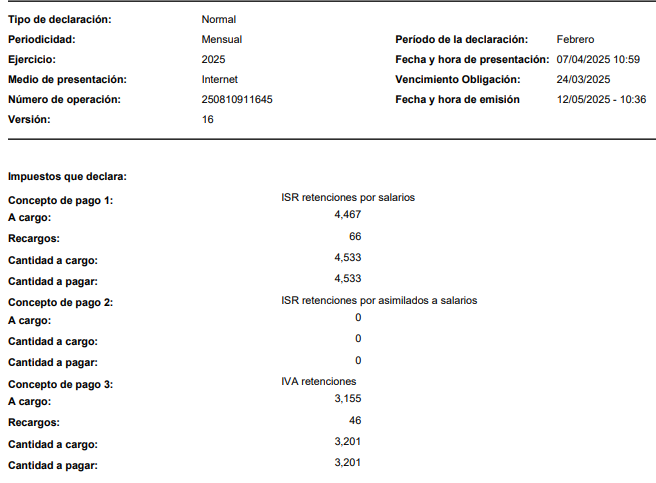 Tipo de declaración: Normal
Periodicidad: Mensual Período de la declaración: Febrero
Ejercicio: 2025 Fecha y hora de presentación: 07/04/2025 10:59
Medio de presentación: Internet Vencimiento Obligación: 24/03/2025
Número de operación: 250810911645 Fecha y hora de emisión 12/05/2025 - 10:36
Versión: 16
Impuestos que declara:
Concepto de pago 1: ISR retenciones por salarios
A cargo: 4,467
Recargos: 66
Cantidad a cargo: 4,533
Cantidad a pagar: 4,533
Concepto de pago 2: ISR retenciones por asimilados a salarios
A cargo: 0
Cantidad a cargo: 0
Cantidad a pagar: 0
Concepto de pago 3: IVA retenciones
A cargo: 3,155
Recargos: 46
Cantidad a cargo: 3,201
Cantidad a pagar: 3,201